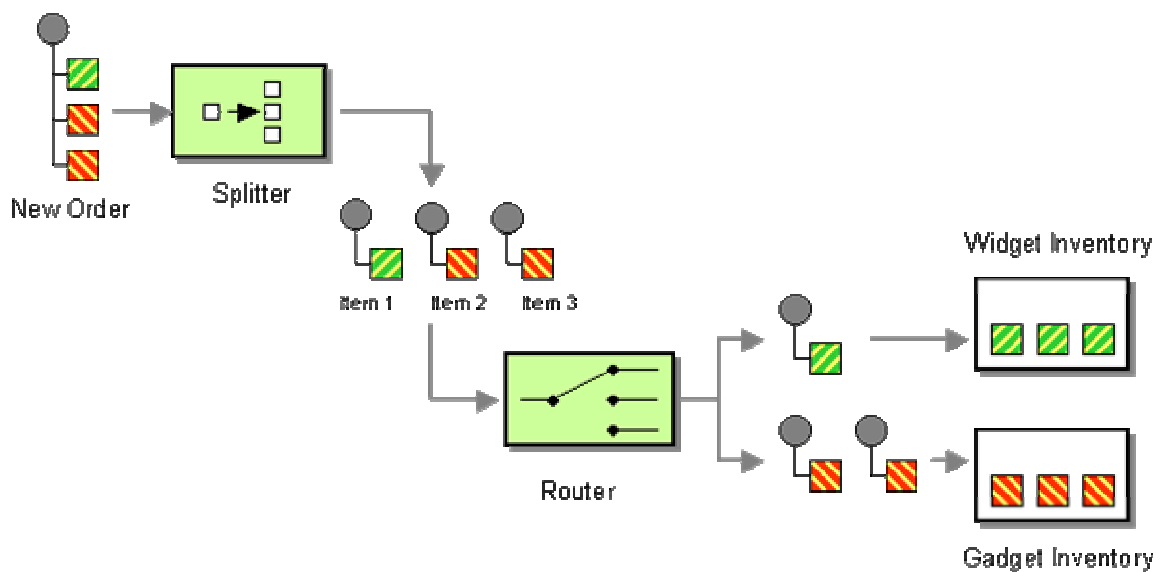 New Order
Splitter
Item 1
Item 2
Item 3
Router
Widget Inventory
Gadget Inventory